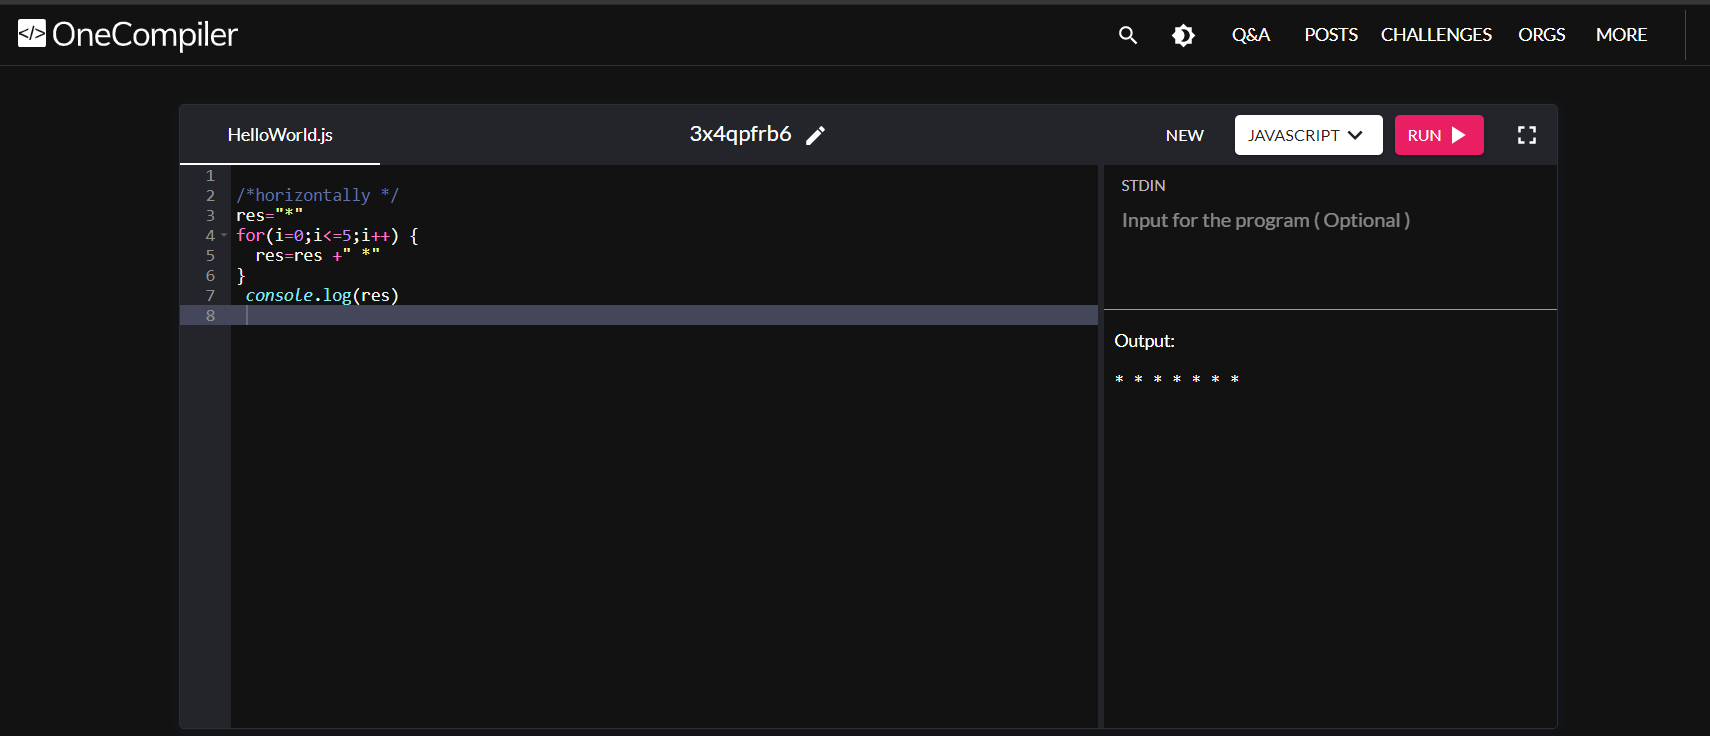 </> OneCompiler
Q&A POSTS CHALLENGES ORGS MORE
HelloWorld.js 3x4qpfrb6 NEW JAVASCRIPT RUN
1
2 /*horizontally */
3 res="*"
4 for(i=0;i<=5;i++) {
5   res=res +" *"
6 }
7  console.log(res)
8
STDIN
Input for the program ( Optional )
Output:
* * * * * * *